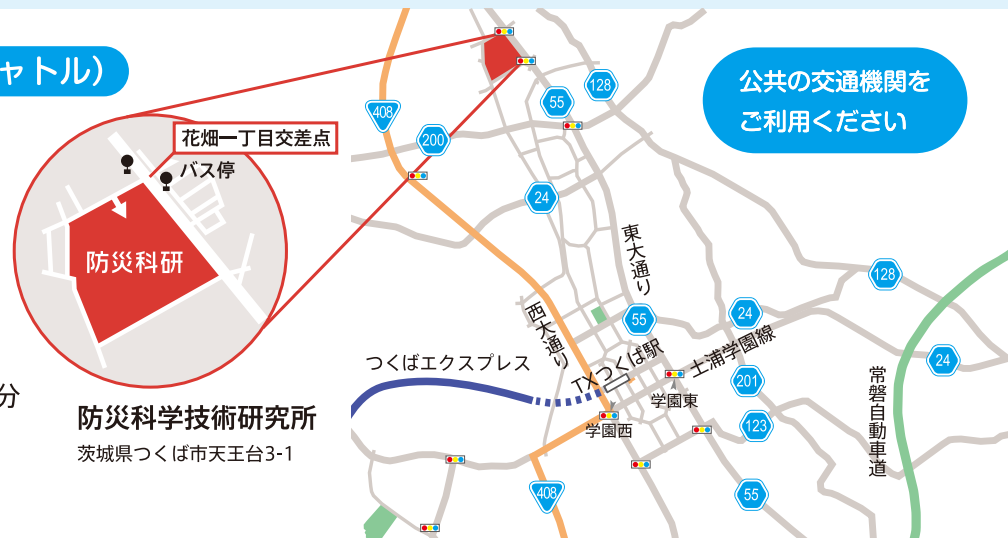 ャトル）
公共の交通機関を
ご利用ください
花畑一丁目交差点
バス停
防災科研
分
防災科学技術研究所
茨城県つくば市天王台3-1
408
200
55
128
24
東大通り
西大通り
128
55
24
つくばエクスプレス
TXつくば駅
土浦学園線
学園東
学園西
201
24
123
常磐自動車道
408
55